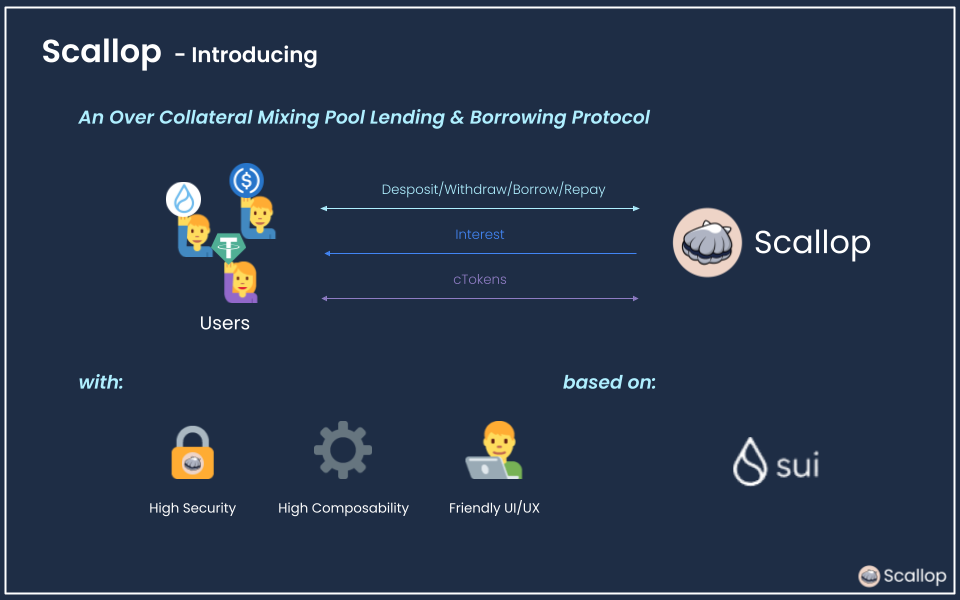 Scallop - Introducing
An Over Collateral Mixing Pool Lending & Borrowing Protocol
Desposit/Withdraw/Borrow/Repay
Interest
cTokens
Scallop
Users
with:
based on:
sui
High Security
High Composability
Friendly UI/UX
Scallop